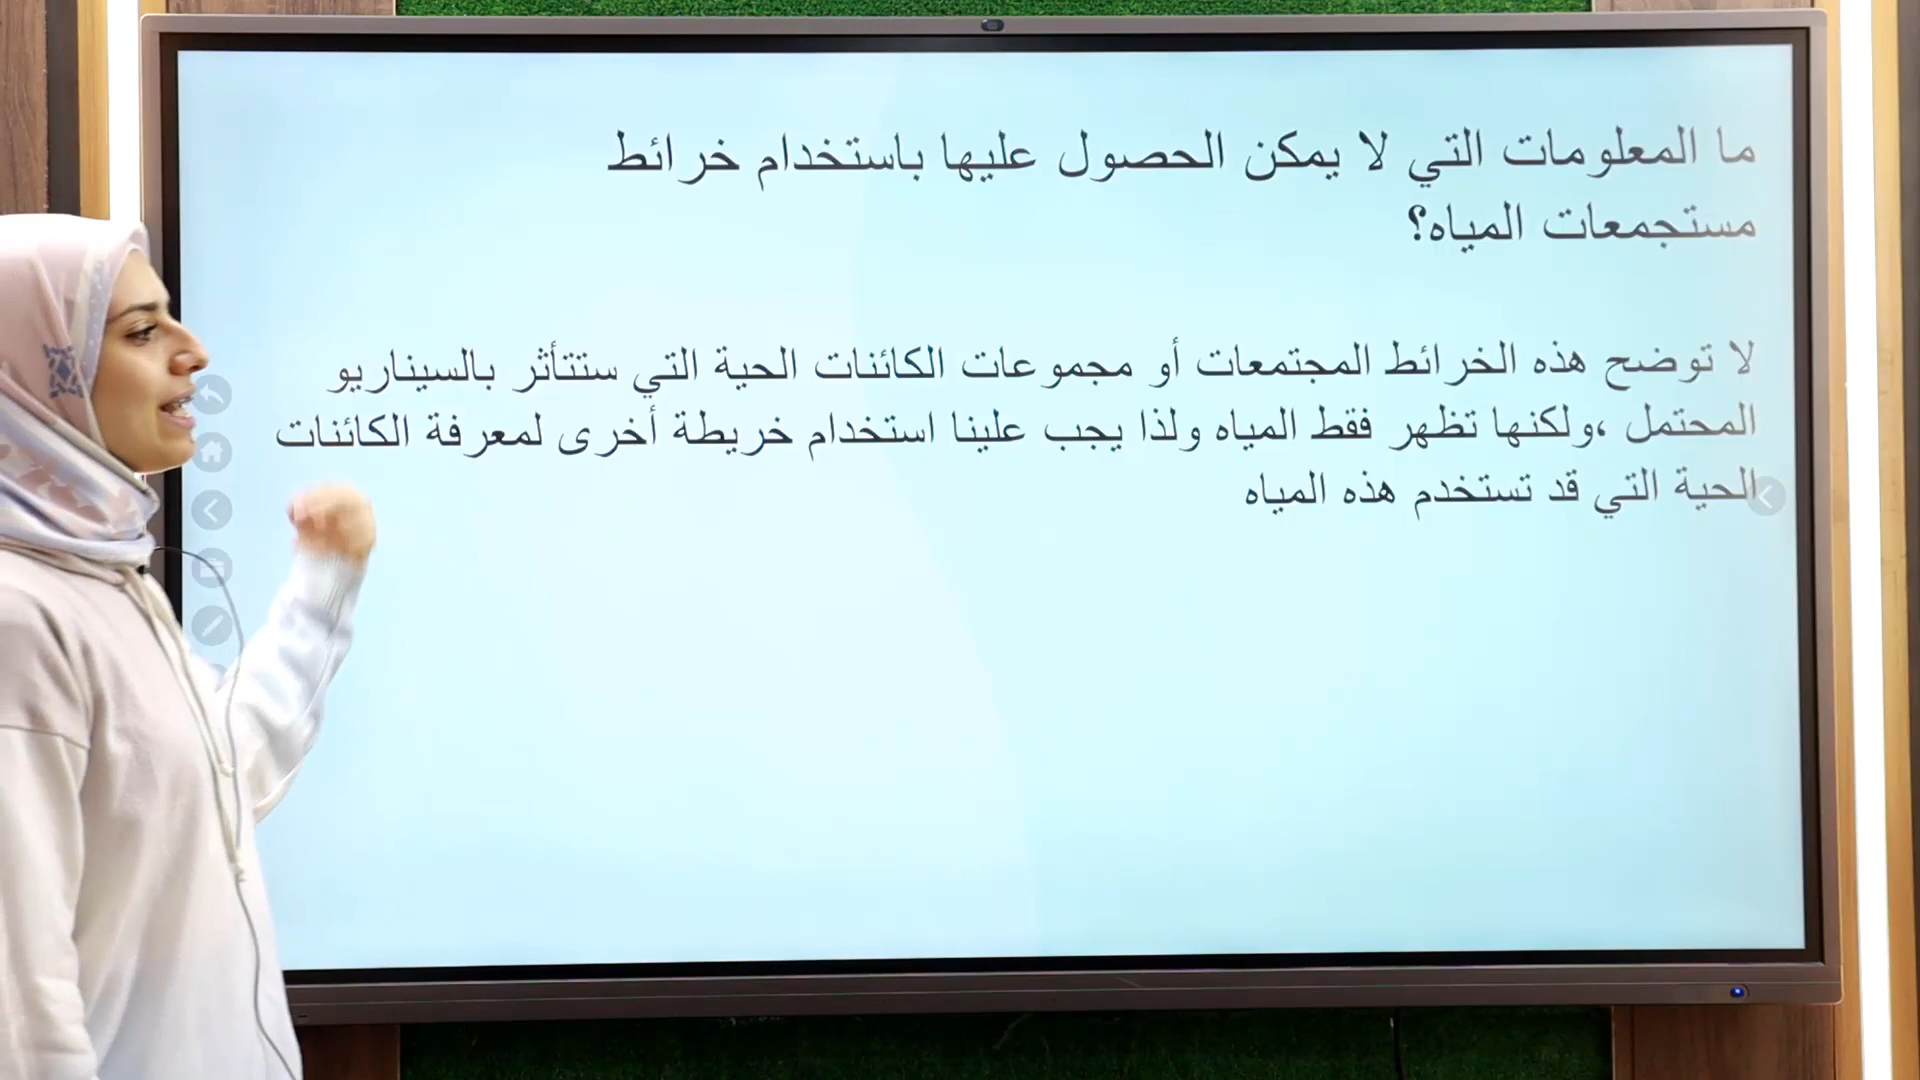 ما المعلومات التي لا يمكن الحصول عليها باستخدام خرائط
مستجمعات المياه؟
لا توضح هذه الخرائط المجتمعات أو مجموعات الكائنات الحية التي ستتأثر بالسيناريو
المحتمل ،ولكنها تظهر فقط المياه ولذا يجب علينا استخدام خريطة أخرى لمعرفة الكائنات
الحية التي قد تستخدم هذه المياه